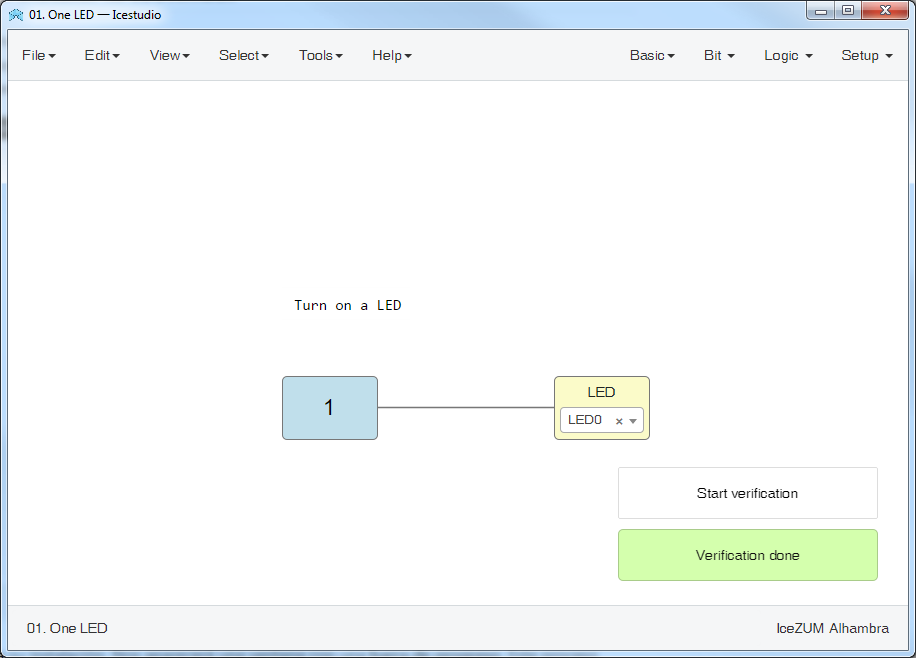 01. One LED — Icestudio
File Edit View Select Tools Help Basic Bit Logic Setup
Turn on a LED
1
LED
LED0
Start verification
Verification done
01. One LED IceZUM Alhambra